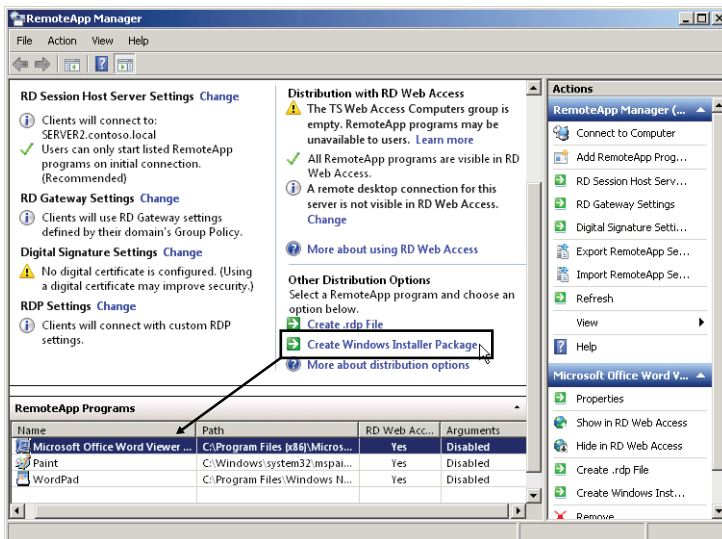 RemoteApp Manager
File Action View Help
RD Session Host Server Settings Change
Clients will connect to:
SERVER2.contoso.local
Users can only start listed RemoteApp
programs on initial connection.
(Recommended)
RD Gateway Settings Change
Clients will use RD Gateway settings
defined by their domain's Group Policy.
Digital Signature Settings Change
No digital certificate is configured. (Using
a digital certificate may improve security.)
RDP Settings Change
Clients will connect with custom RDP
settings.
Distribution with RD Web Access
The TS Web Access Computers group is
empty. RemoteApp programs may be
unavailable to users. Learn more
All RemoteApp programs are visible in RD
Web Access.
A remote desktop connection for this
server is not visible in RD Web Access.
Change
More about using RD Web Access
Other Distribution Options
Select a RemoteApp program and choose an
option below.
Create .rdp File
Create Windows Installer Package
More about distribution options
RemoteApp Programs
Name Path RD Web Acc... Arguments
Microsoft Office Word Viewer ... C:\Program Files (x86)\Micros... Yes Disabled
Paint C:\Windows\system32\mspai... Yes Disabled
WordPad C:\Program Files\Windows N... Yes Disabled
Actions
RemoteApp Manager (...
Connect to Computer
Add RemoteApp Prog...
RD Session Host Serv...
RD Gateway Settings
Digital Signature Setti...
Export RemoteApp Se...
Import RemoteApp Se...
Refresh
View
Help
Microsoft Office Word V...
Properties
Show in RD Web Access
Hide in RD Web Access
Create .rdp File
Create Windows Inst...
Remove